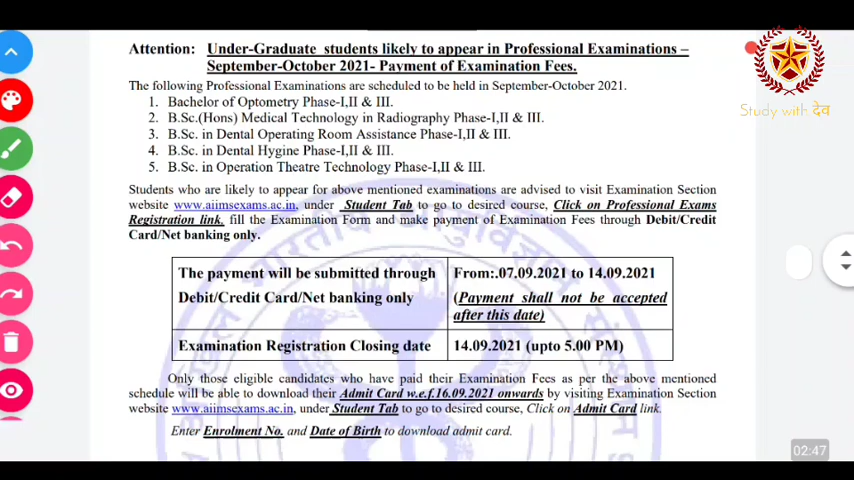 Attention: Under-Graduate students likely to appear in Professional Examinations –
September-October 2021- Payment of Examination Fees.
The following Professional Examinations are scheduled to be held in September-October 2021.
1. Bachelor of Optometry Phase-I,II & III.
2. B.Sc.(Hons) Medical Technology in Radiography Phase-I,II & III.
3. B.Sc. in Dental Operating Room Assistance Phase-I,II & III.
4. B.Sc. in Dental Hygine Phase-I,II & III.
5. B.Sc. in Operation Theatre Technology Phase-I,II & III.
Students who are likely to appear for above mentioned examinations are advised to visit Examination Section
website www.aiimsexams.ac.in, under Student Tab to go to desired course, Click on Professional Exams
Registration link, fill the Examination Form and make payment of Examination Fees through Debit/Credit
Card/Net banking only.
The payment will be submitted through
Debit/Credit Card/Net banking only
From:.07.09.2021 to 14.09.2021
(Payment shall not be accepted
after this date)
Examination Registration Closing date
14.09.2021 (upto 5.00 PM)
Only those eligible candidates who have paid their Examination Fees as per the above mentioned
schedule will be able to download their Admit Card w.e.f.16.09.2021 onwards by visiting Examination Section
website www.aiimsexams.ac.in, under Student Tab to go to desired course, Click on Admit Card link.
Enter Enrolment No. and Date of Birth to download admit card.
Study with देव
02:47